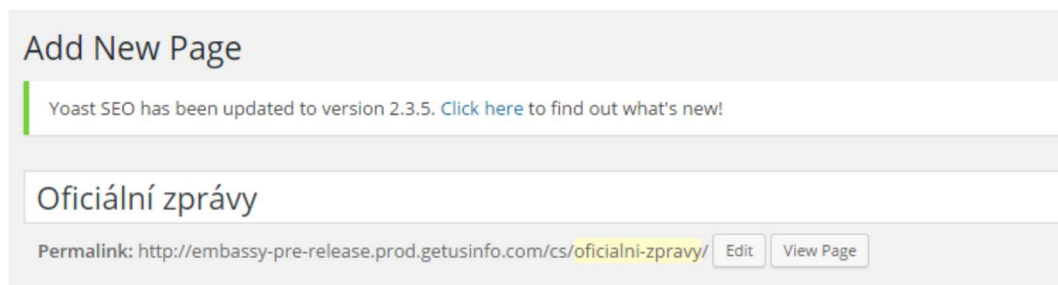 Add New Page
Yoast SEO has been updated to version 2.3.5. Click here to find out what's new!
Oficiální zprávy
Permalink: http://embassy-pre-release.prod.getusinfo.com/cs/oficialni-zpravy/ Edit View Page